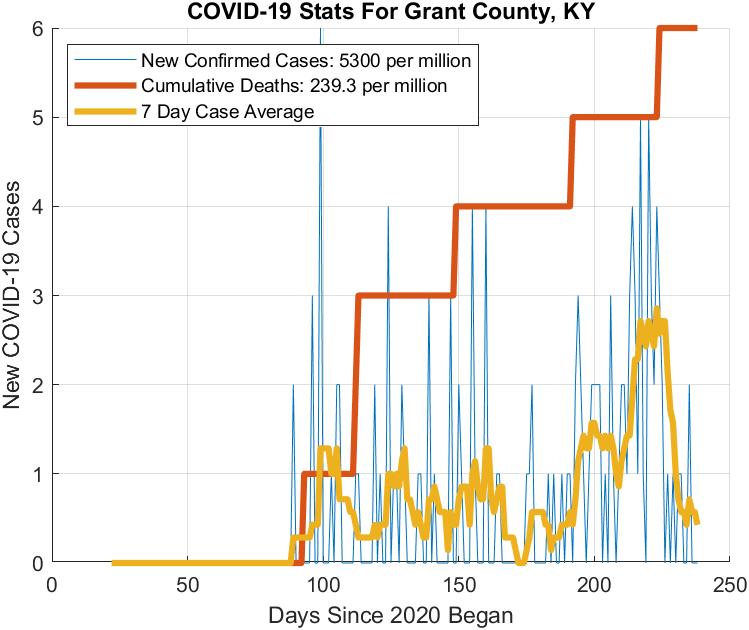 COVID-19 Stats For Grant County, KY
New Confirmed Cases: 5300 per million
Cumulative Deaths: 239.3 per million
7 Day Case Average
New COVID-19 Cases
6
5
4
3
2
1
0
0 50 100 150 200 250
Days Since 2020 Began